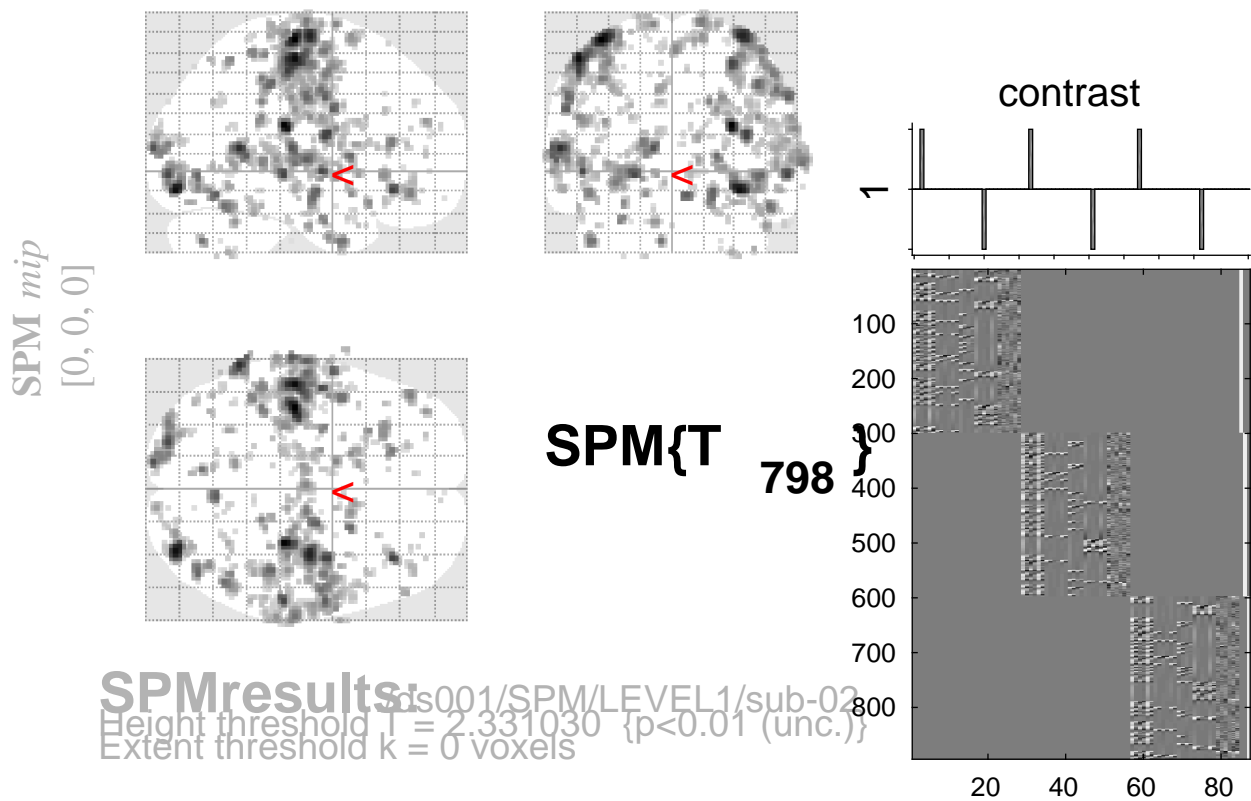 SPM mip
[0, 0, 0]
<
<
<
SPM{T 798 }
contrast
1
100
200
300
400
500
600
700
800
20 40 60 80
SPMresults: /ds001/SPM/LEVEL1/sub-02
Height threshold T = 2.331030 {p<0.01 (unc.)}
Extent threshold k = 0 voxels